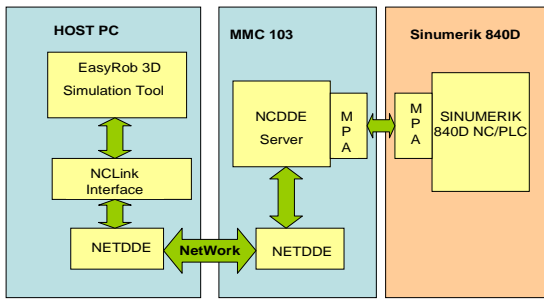 HOST PC
EasyRob 3D
Simulation Tool
NCLink
Interface
NETDDE
NetWork
MMC 103
NCDDE
Server
M
P
A
NETDDE
Sinumerik 840D
M
P
A
SINUMERIK
840D NC/PLC